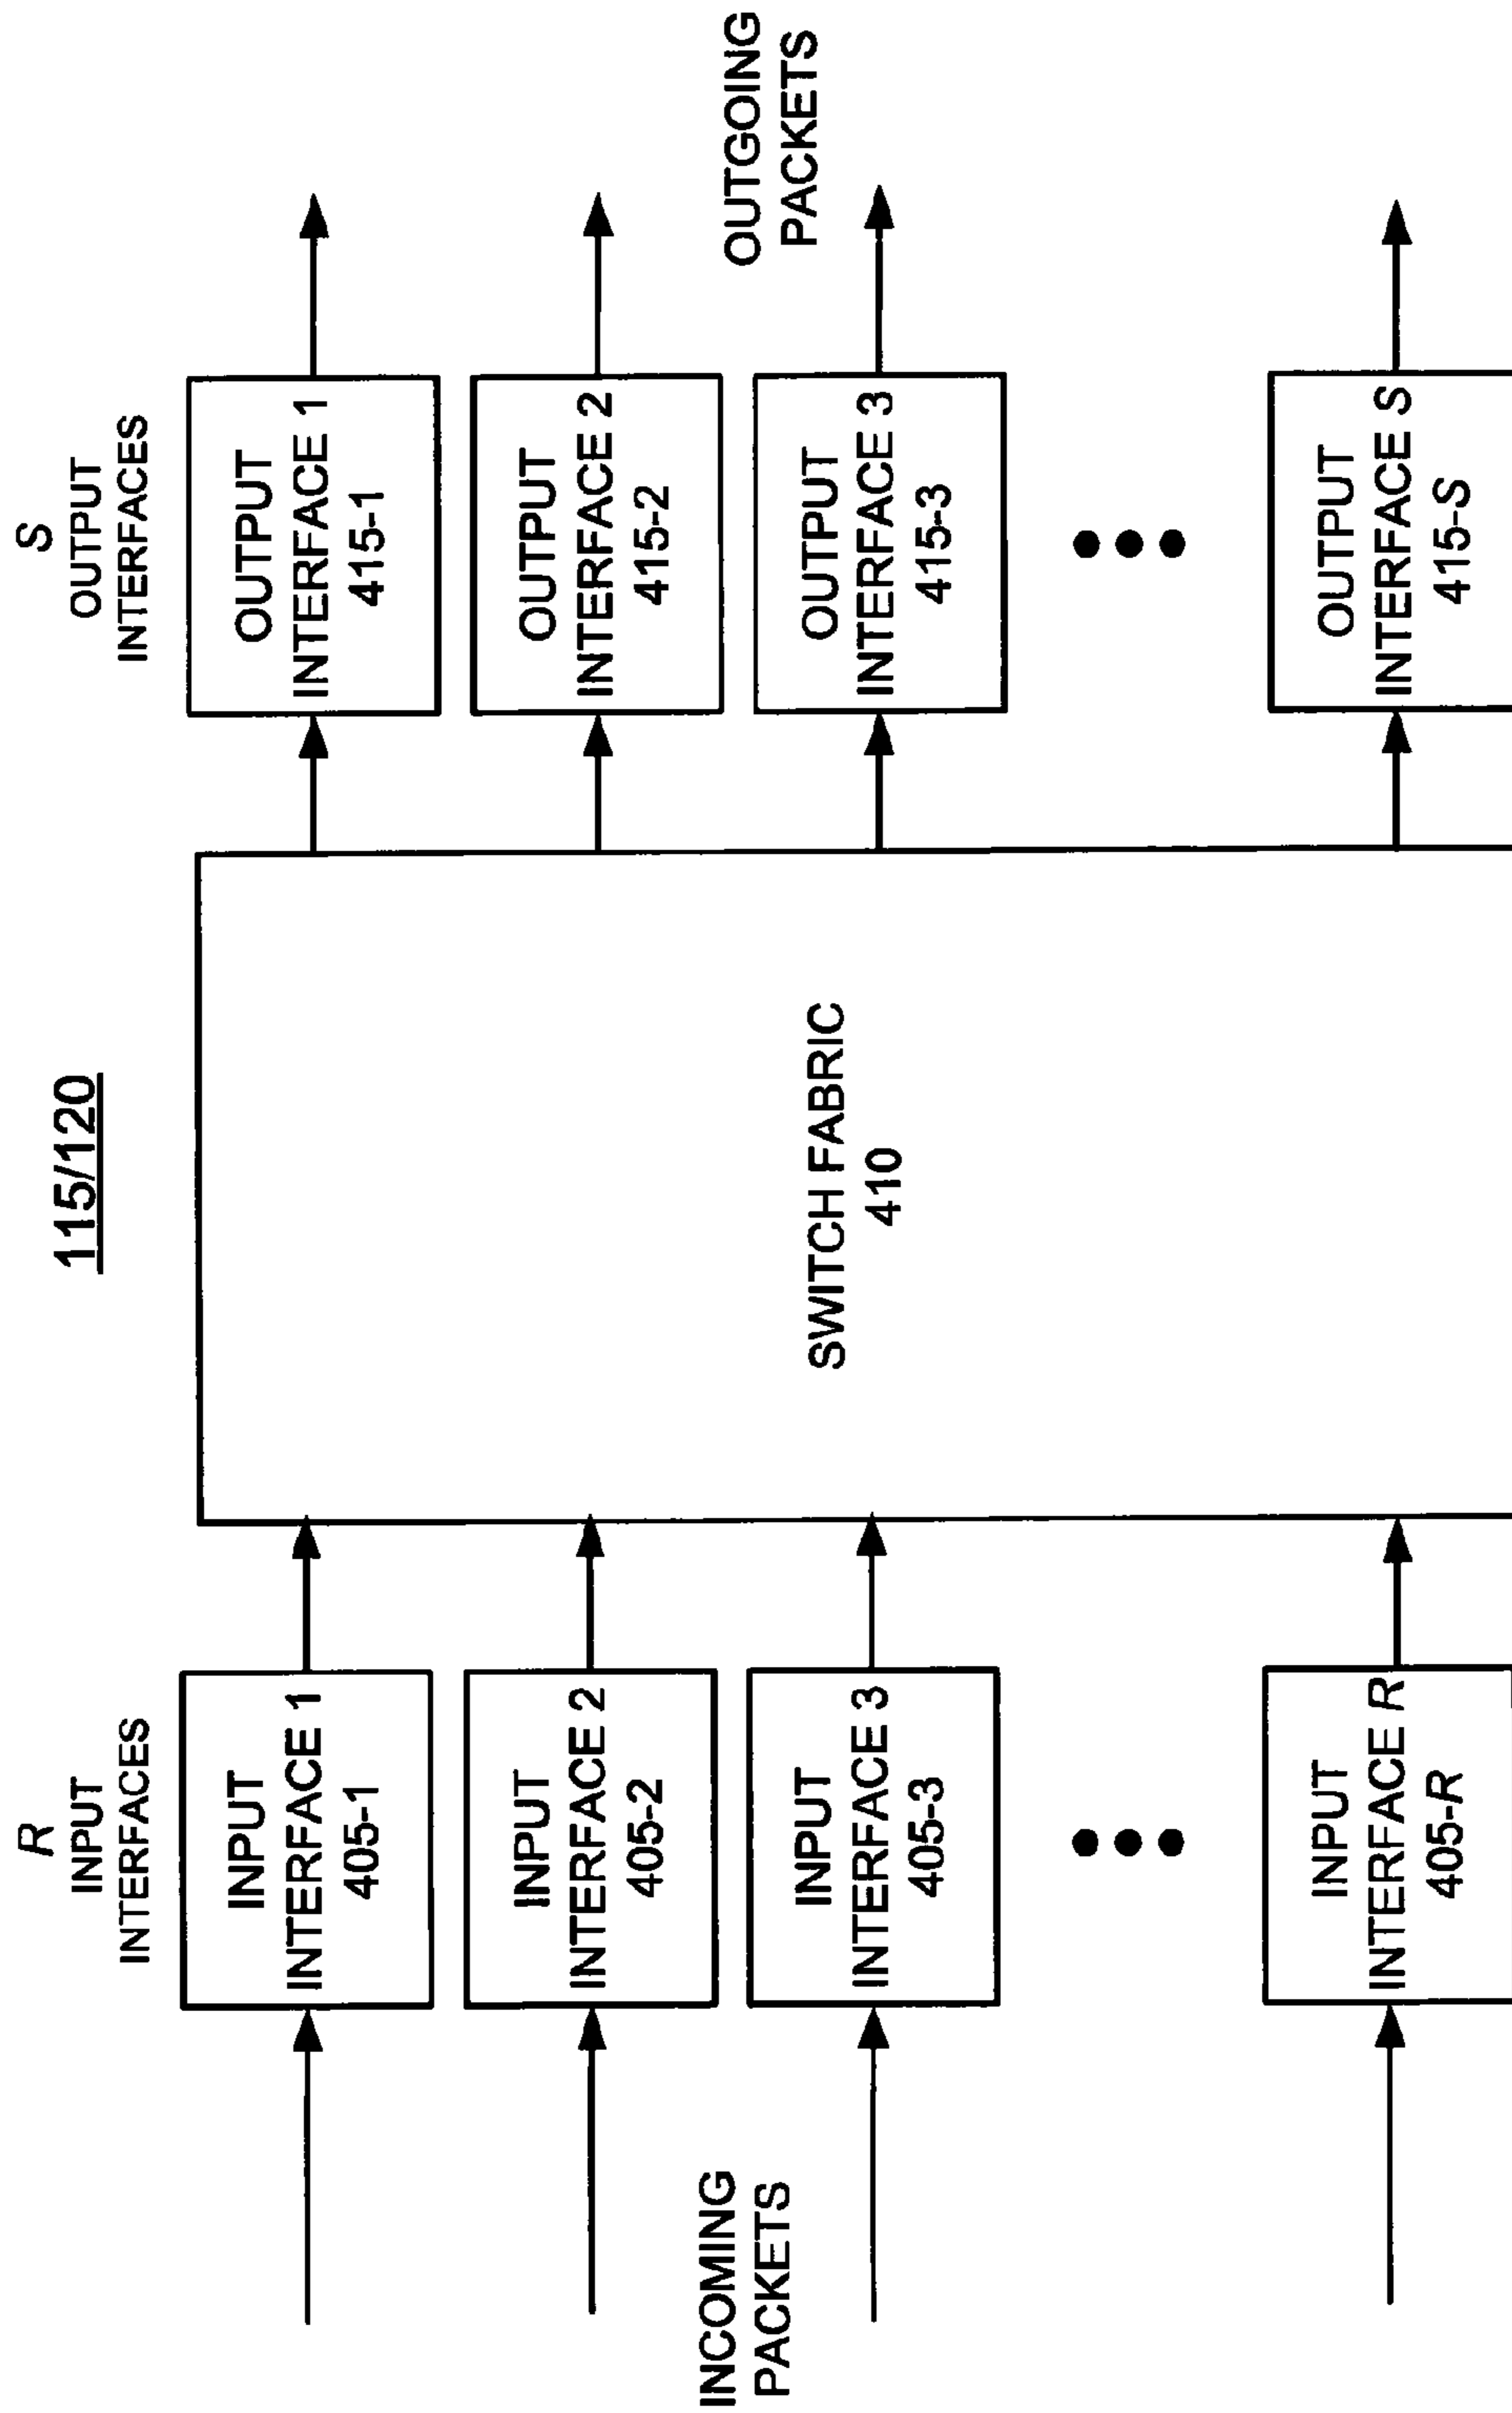 115/120
R
INPUT
INTERFACES
S
OUTPUT
INTERFACES
INPUT
INTERFACE 1
405-1
OUTPUT
INTERFACE 1
415-1
INPUT
INTERFACE 2
405-2
OUTPUT
INTERFACE 2
415-2
INCOMING
PACKETS
SWITCH FABRIC
410
OUTGOING
PACKETS
INPUT
INTERFACE 3
405-3
OUTPUT
INTERFACE 3
415-3
INPUT
INTERFACE R
405-R
OUTPUT
INTERFACE S
415-S